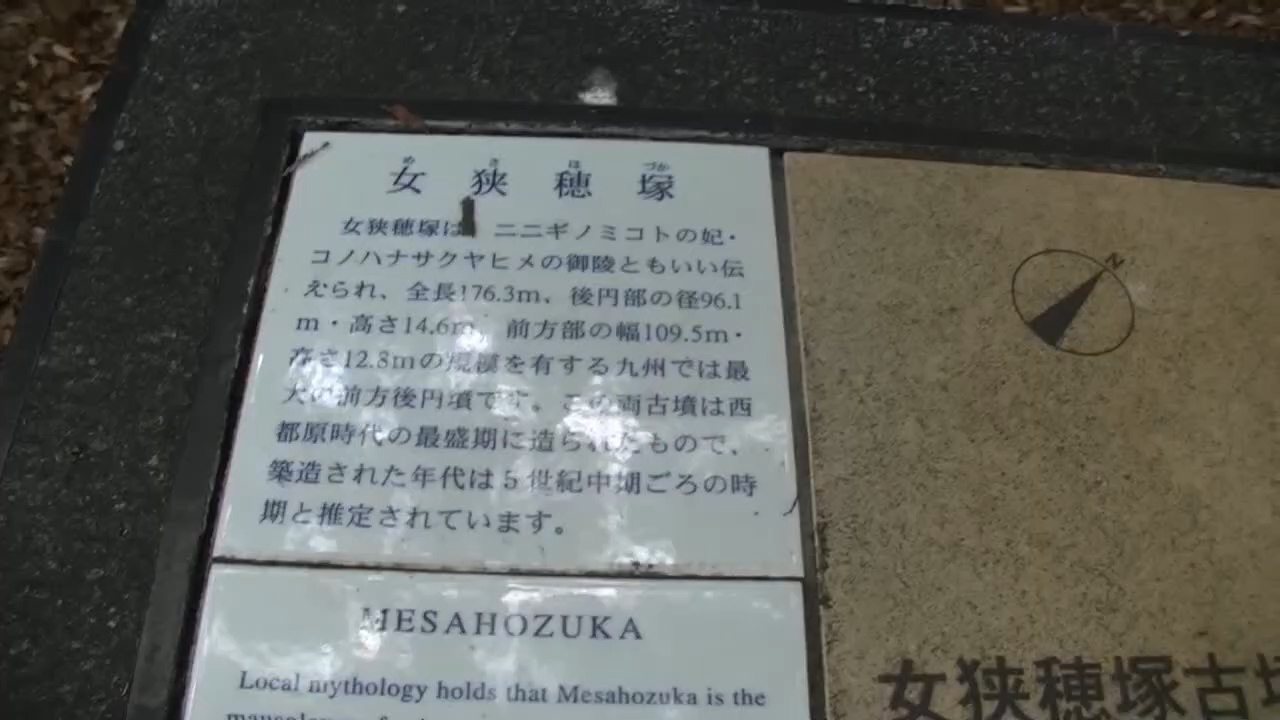 めさほづか
女狭穂塚
女狭穂塚は、ニニギノミコトの妃・
コノハナサクヤヒメの御陵ともいい伝
えられ、全長176.3m、後円部の径96.1
m・高さ14.6m、前方部の幅109.5m・
高さ12.8mの規模を有する九州では最
大の前方後円墳です。この両古墳は西
都原時代の最盛期に造られたもので、
築造された年代は5世紀中期ごろの時
期と推定されています。
MESAHOZUKA
Local mythology holds that Mesahozuka is the
N
女狭穂塚古墳